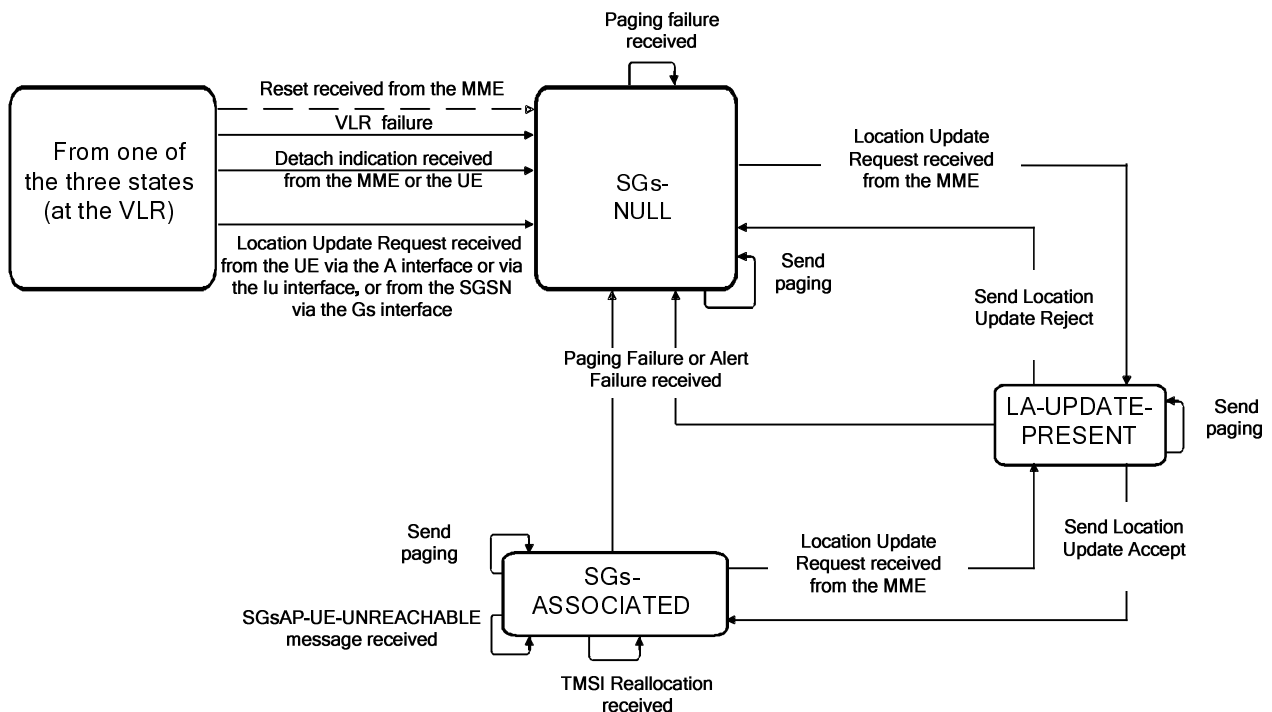 Paging failure
received
Reset received from the MME
VLR failure
Detach indication received
from the MME or the UE
Location Update Request received
from the UE via the A interface or via
the Iu interface, or from the SGSN
via the Gs interface
From one of
the three states
(at the VLR)
SGs-
NULL
Location Update
Request received
from the MME
Send
paging
Send Location
Update Reject
Paging Failure or Alert
Failure received
LA-UPDATE-
PRESENT
Send
paging
Send
paging
SGs-
ASSOCIATED
Location Update
Request received
from the MME
Send Location
Update Accept
SGsAP-UE-UNREACHABLE
message received
TMSI Reallocation
received